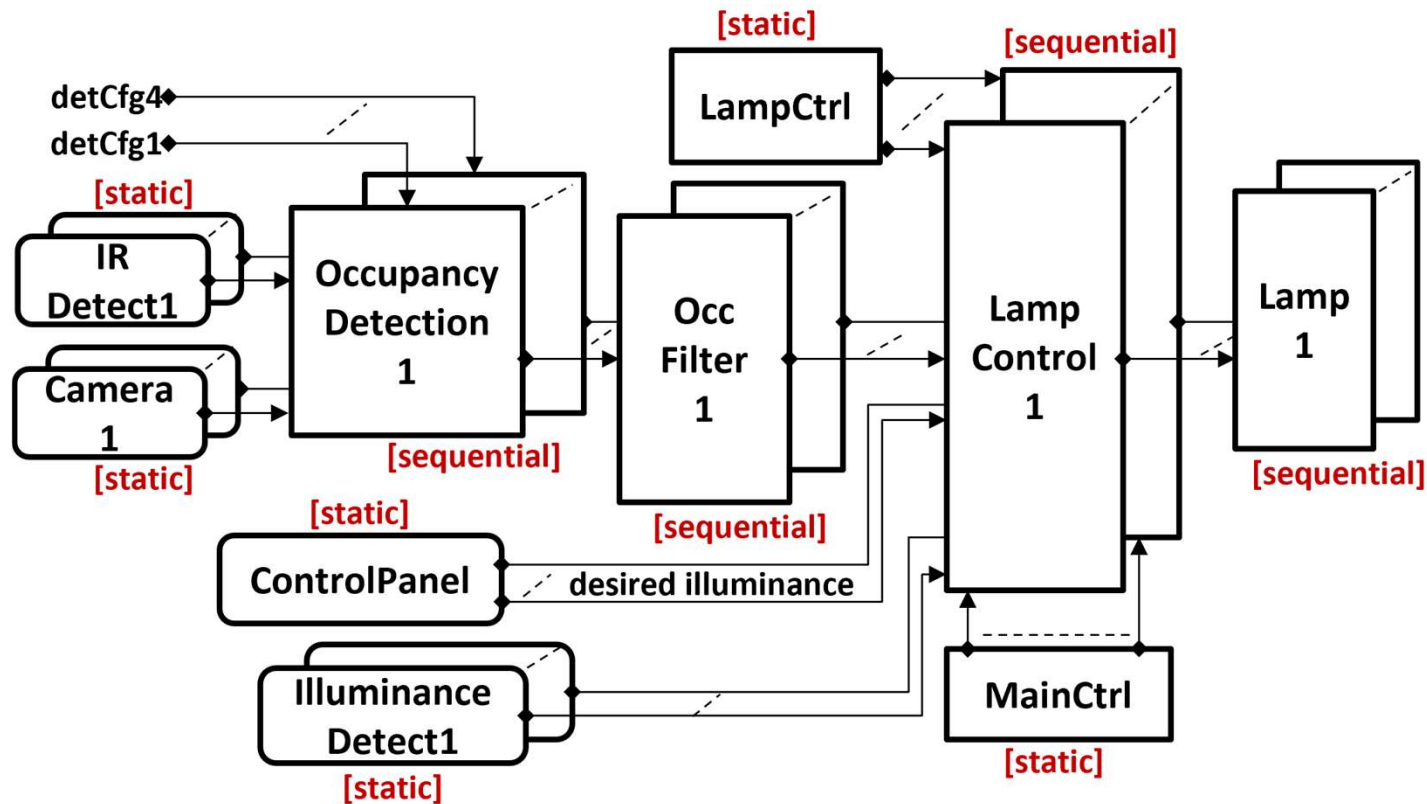 [static]
[sequential]
detCfg4
detCfg1
LampCtrl
[static]
IR
Detect1
Occupancy
Detection
1
Occ
Filter
1
Lamp
Control
1
Lamp
1
Camera
1
[static]
[sequential]
[sequential]
[sequential]
[static]
ControlPanel
desired illuminance
Illuminance
Detect1
[static]
MainCtrl
[static]